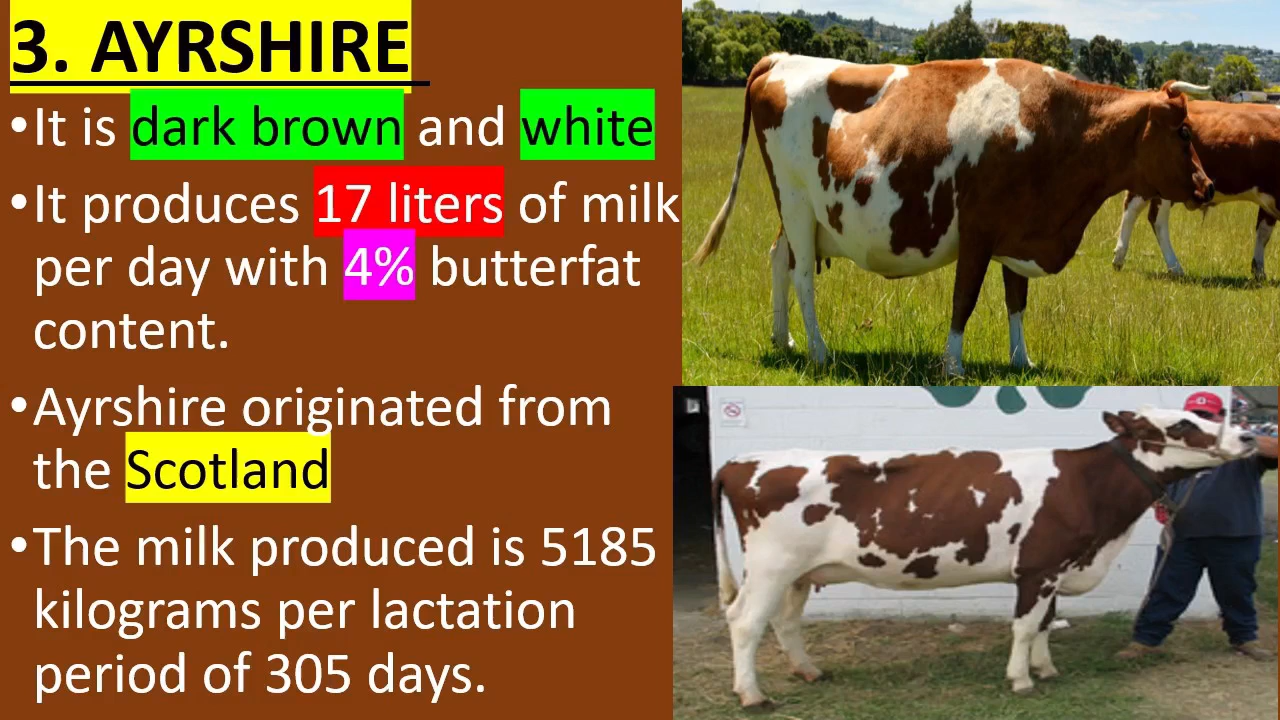 3. AYRSHIRE
•It is dark brown and white
•It produces 17 liters of milk
per day with 4% butterfat
content.
•Ayrshire originated from
the Scotland
•The milk produced is 5185
kilograms per lactation
period of 305 days.